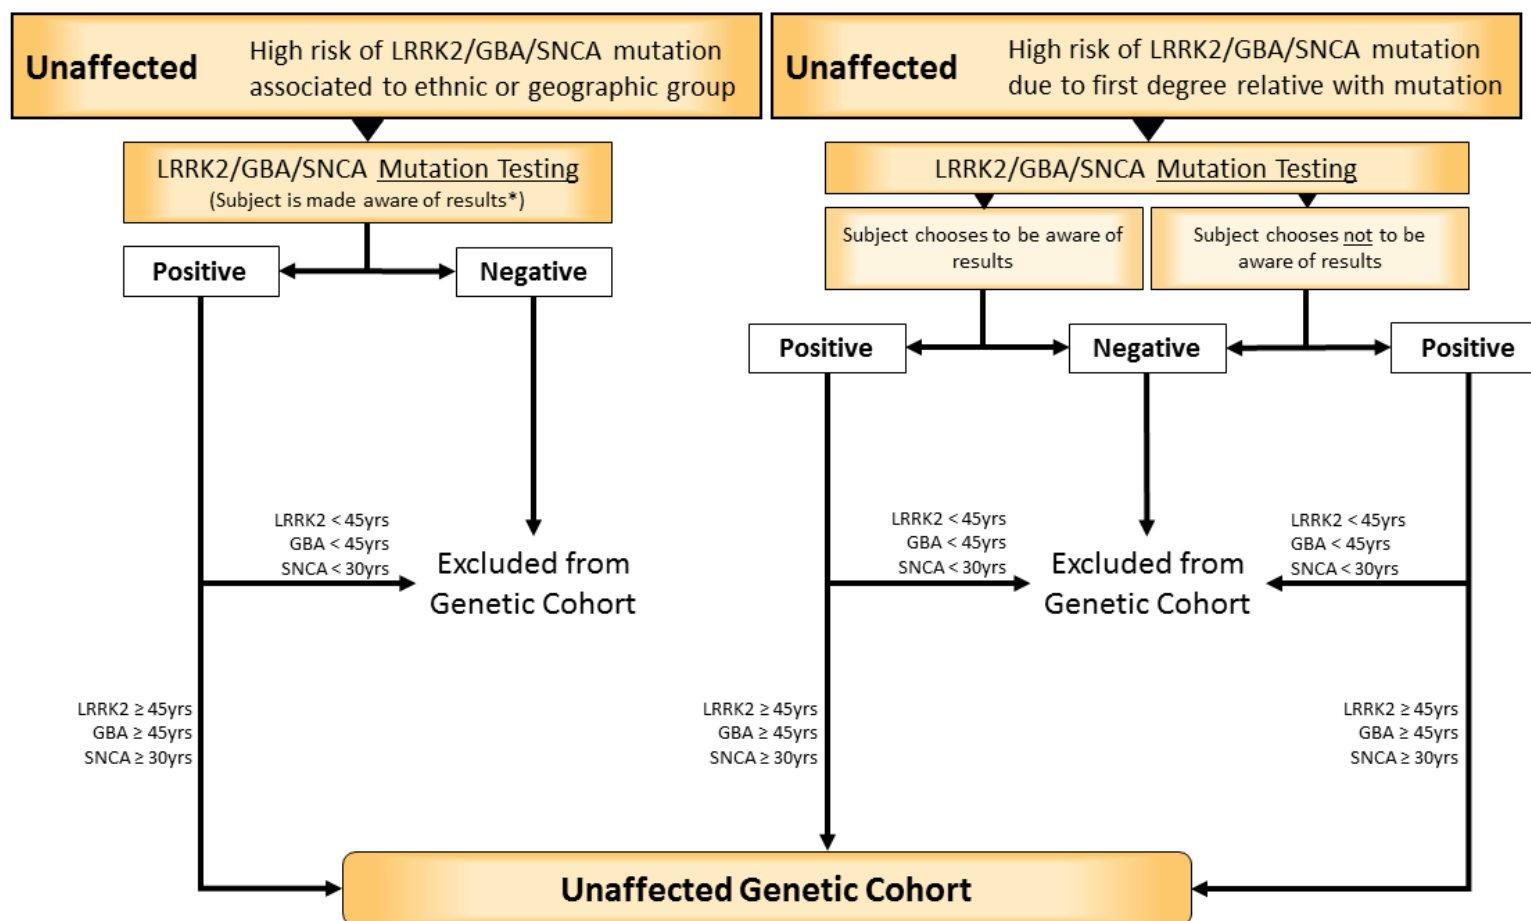 Unaffected
High risk of LRRK2/GBA/SNCA mutation
associated to ethnic or geographic group
LRRK2/GBA/SNCA Mutation Testing
(Subject is made aware of results*)
Positive
Negative
LRRK2 < 45yrs
GBA < 45yrs
SNCA < 30yrs
Excluded from
Genetic Cohort
LRRK2 ≥ 45yrs
GBA ≥ 45yrs
SNCA ≥ 30yrs
Unaffected
High risk of LRRK2/GBA/SNCA mutation
due to first degree relative with mutation
LRRK2/GBA/SNCA Mutation Testing
Subject chooses to be aware of
results
Subject chooses not to be
aware of results
Positive
Negative
Positive
LRRK2 < 45yrs
GBA < 45yrs
SNCA < 30yrs
Excluded from
Genetic Cohort
LRRK2 < 45yrs
GBA < 45yrs
SNCA < 30yrs
LRRK2 ≥ 45yrs
GBA ≥ 45yrs
SNCA ≥ 30yrs
LRRK2 ≥ 45yrs
GBA ≥ 45yrs
SNCA ≥ 30yrs
Unaffected Genetic Cohort